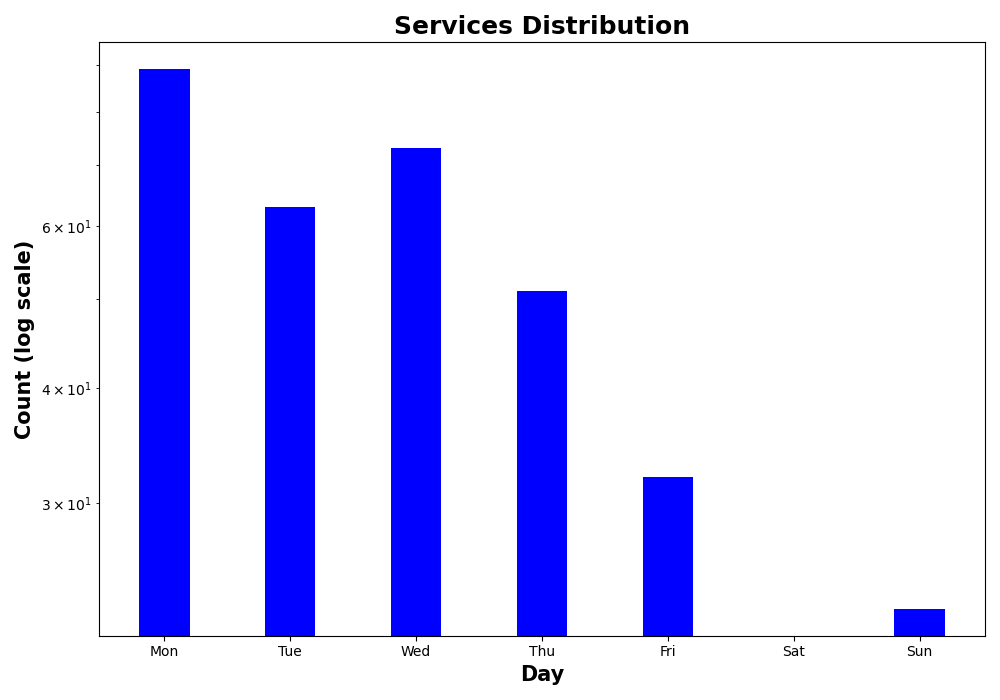 Services Distribution
Count (log scale)
6 × 10¹
4 × 10¹
3 × 10¹
Mon Tue Wed Thu Fri Sat Sun
Day